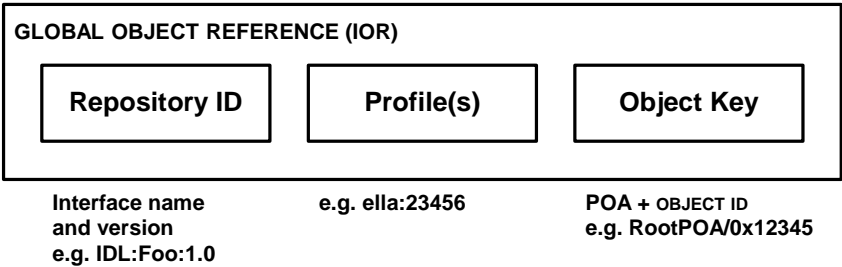 GLOBAL OBJECT REFERENCE (IOR)
Repository ID
Profile(s)
Object Key
Interface name
and version
e.g. IDL:Foo:1.0
e.g. ella:23456
POA + OBJECT ID
e.g. RootPOA/0x12345